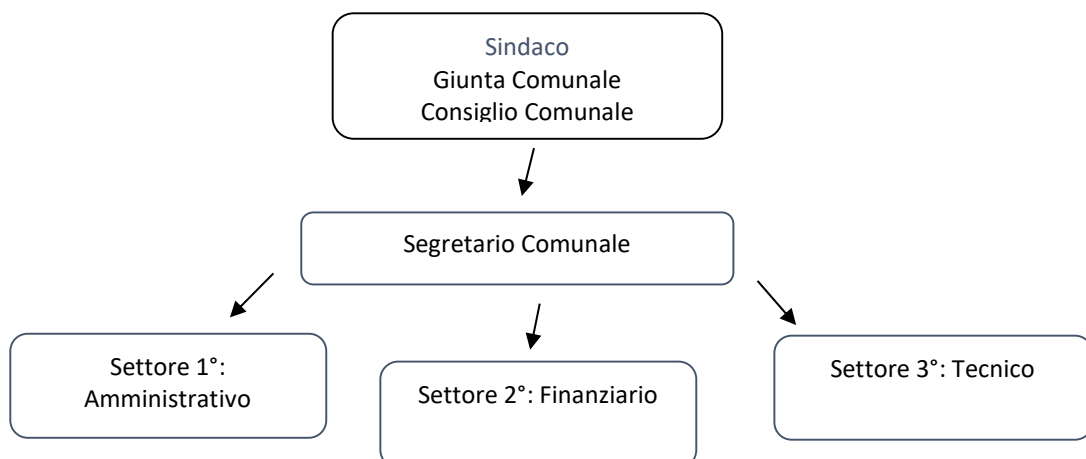 Sindaco
Giunta Comunale
Consiglio Comunale
Segretario Comunale
Settore 1°:
Amministrativo
Settore 2°: Finanziario
Settore 3°: Tecnico